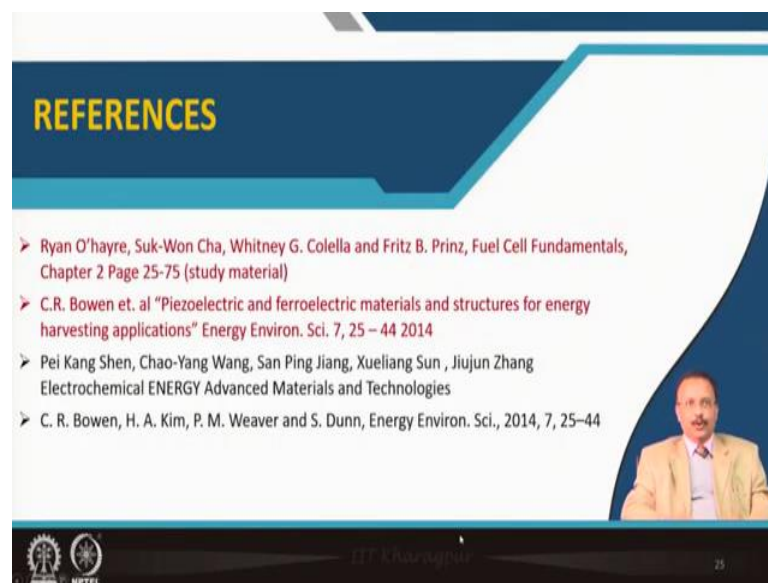 REFERENCES
➢ Ryan O'hayre, Suk-Won Cha, Whitney G. Colella and Fritz B. Prinz, Fuel Cell Fundamentals,
Chapter 2 Page 25-75 (study material)
➢ C.R. Bowen et. al "Piezoelectric and ferroelectric materials and structures for energy
harvesting applications" Energy Environ. Sci. 7, 25 – 44 2014
➢ Pei Kang Shen, Chao-Yang Wang, San Ping Jiang, Xueliang Sun , Jiujun Zhang
Electrochemical ENERGY Advanced Materials and Technologies
➢ C. R. Bowen, H. A. Kim, P. M. Weaver and S. Dunn, Energy Environ. Sci., 2014, 7, 25–44
IIT Kharagpur
25
NPTEL